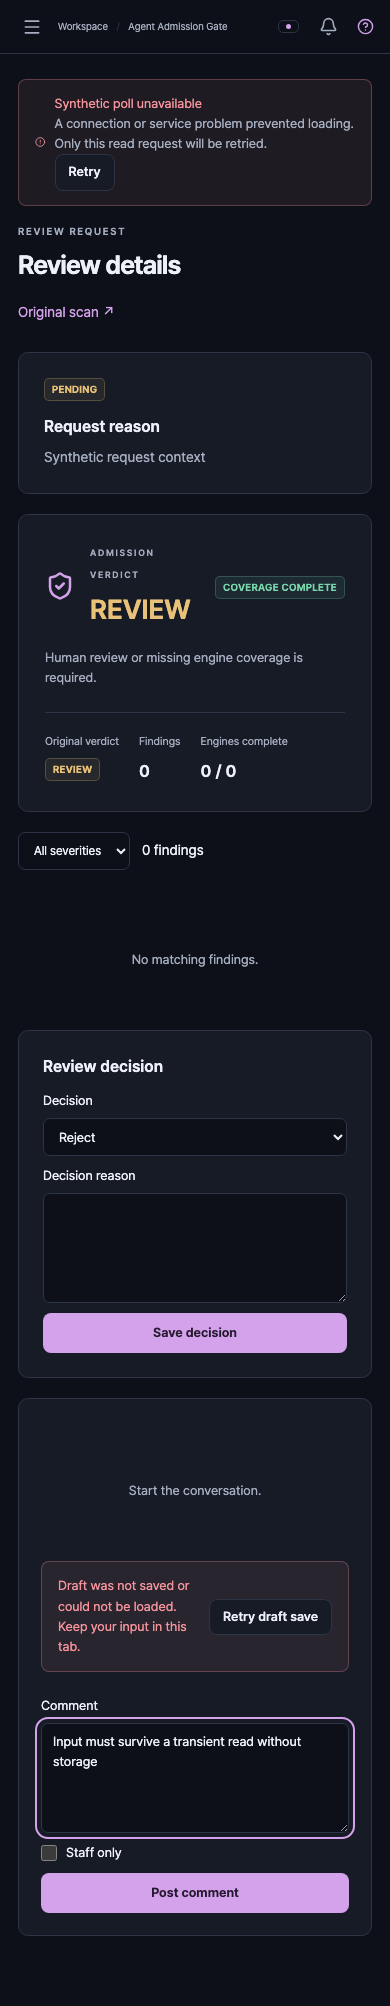 Workspace / Agent Admission Gate
Synthetic poll unavailable
A connection or service problem prevented loading.
Only this read request will be retried.
Retry
REVIEW REQUEST
Review details
Original scan ↗
PENDING
Request reason
Synthetic request context
ADMISSION
VERDICT
REVIEW
COVERAGE COMPLETE
Human review or missing engine coverage is
required.
Original verdict
REVIEW
Findings
0
Engines complete
0 / 0
All severities
0 findings
No matching findings.
Review decision
Decision
Reject
Decision reason
Save decision
Start the conversation.
Draft was not saved or
could not be loaded.
Keep your input in this
tab.
Retry draft save
Comment
Input must survive a transient read without
storage
Staff only
Post comment